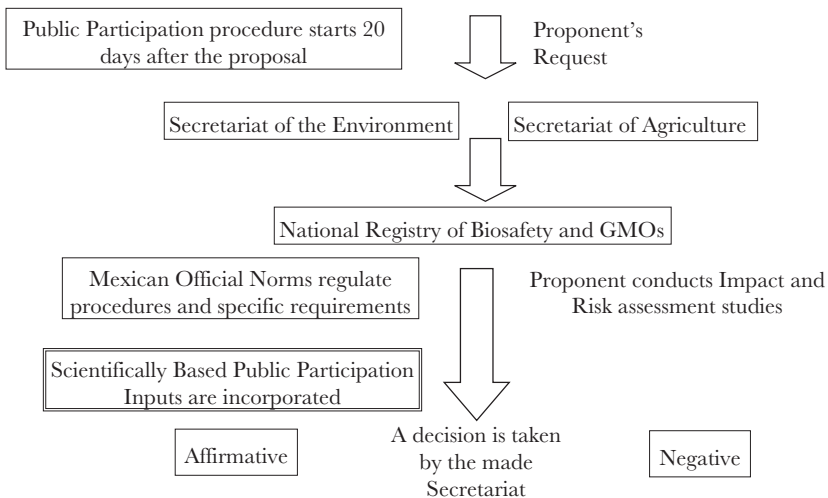 Public Participation procedure starts 20
days after the proposal
Proponent's
Request
Secretariat of the Environment
Secretariat of Agriculture
National Registry of Biosafety and GMOs
Mexican Official Norms regulate
procedures and specific requirements
Proponent conducts Impact and
Risk assessment studies
Scientifically Based Public Participation
Inputs are incorporated
Affirmative
A decision is taken
by the made
Secretariat
Negative